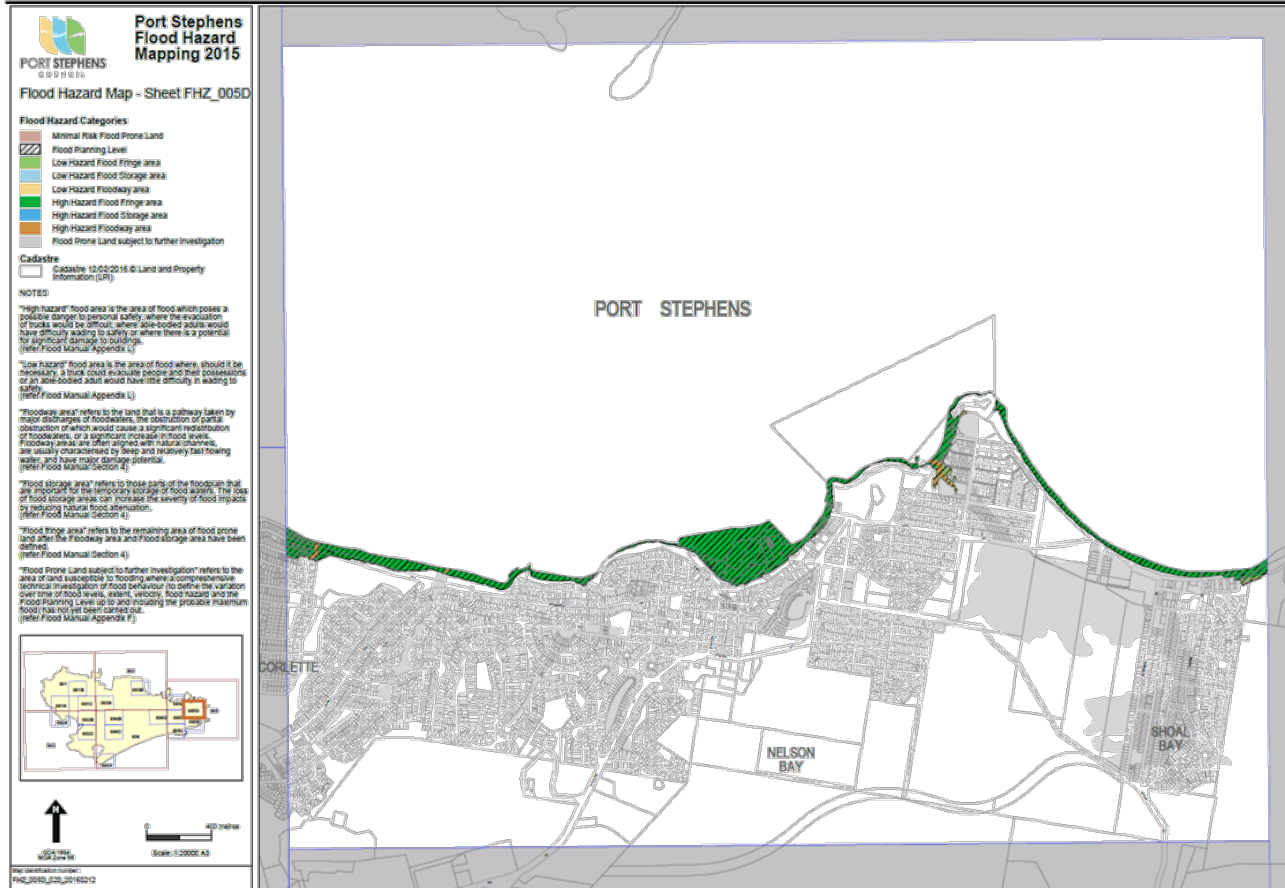 PORT STEPHENS
COUNCIL
Port Stephens
Flood Hazard
Mapping 2015
Flood Hazard Map - Sheet FHZ_005D
Flood Hazard Categories
Minimal Risk Flood Prone Land
Flood Planning Level
Low Hazard Flood Fringe area
Low Hazard Flood Storage area
Low Hazard Floodway area
High Hazard Flood Fringe area
High Hazard Flood Storage area
High Hazard Floodway area
Flood Prone Land subject to further investigation
Cadastre
Cadastre 12/02/2016 © Land and Property
Information (LPI)
NOTES
"High hazard" flood area is the area of flood which poses a
possible danger to personal safety, where the evacuation
of trucks would be difficult, where able-bodied adults would
have difficulty wading to safety or where there is a potential
for significant damage to buildings.
(refer Flood Manual Appendix L)
"Low hazard" flood area is the area of flood where, should it be
necessary, a truck could evacuate people and their possessions
or an able-bodied adult would have little difficulty in wading to
safety.
(refer Flood Manual Appendix L)
"Floodway area" refers to the land that is a pathway taken by
major discharges of floodwaters, the obstruction of partial
obstruction of which would cause a significant redistribution
of floodwaters, or a significant increase in flood levels.
Floodway areas are often aligned with natural channels,
are usually characterised by deep and relatively fast flowing
water, and have major damage potential.
(refer Flood Manual Section 4)
"Flood storage area" refers to those parts of the floodplain that
are important for the temporary storage of flood waters. The loss
of flood storage areas can increase the severity of flood impacts
by reducing natural flood attenuation.
(refer Flood Manual Section 4)
"Flood fringe area" refers to the remaining area of flood prone
land after the Floodway area and Flood storage area have been
defined.
(refer Flood Manual Section 4)
"Flood Prone Land subject to further investigation" refers to the
area of land susceptible to flooding where a comprehensive
technical investigation of flood behaviour (to define the variation
over time of flood levels, extent, velocity, flood hazard and the
Flood Planning Level up to and including the probable maximum
flood) has not yet been carried out.
(refer Flood Manual Appendix F)
N
GDA 1994
MGA Zone 56
0 400 metres
Scale 1:20000 A3
Map identification number:
FHZ_005D_020_20160212
PORT STEPHENS
CORLETTE
NELSON
BAY
SHOAL
BAY